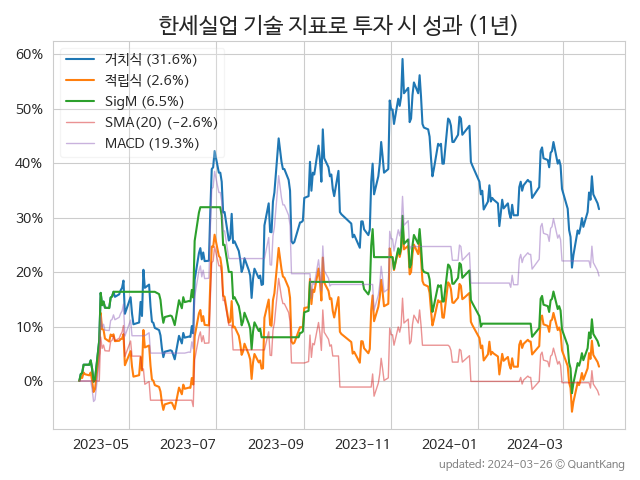 한세실업 기술 지표로 투자 시 성과 (1년)
거치식 (31.6%)
적립식 (2.6%)
SigM (6.5%)
SMA(20) (−2.6%)
MACD (19.3%)
60%
50%
40%
30%
20%
10%
0%
2023-05 2023-07 2023-09 2023-11 2024-01 2024-03
updated: 2024-03-26 © QuantKang